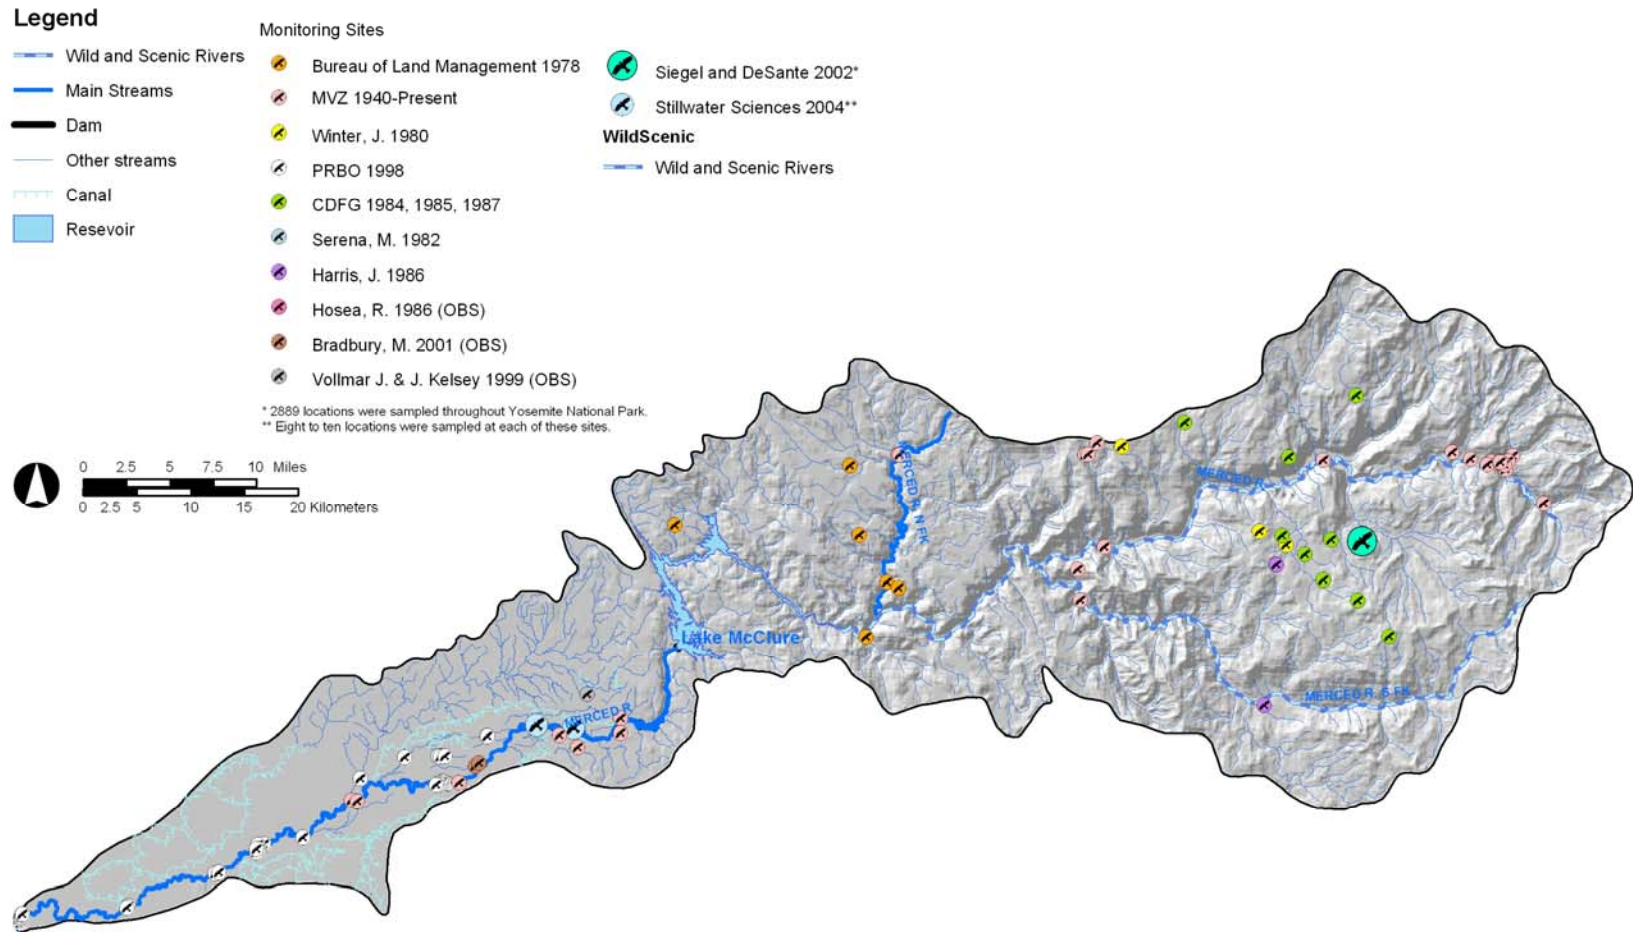 Legend
Wild and Scenic Rivers
Main Streams
Dam
Other streams
Canal
Resevoir
Monitoring Sites
Bureau of Land Management 1978
MVZ 1940-Present
Winter, J. 1980
PRBO 1998
CDFG 1984, 1985, 1987
Serena, M. 1982
Harris, J. 1986
Hosea, R. 1986 (OBS)
Bradbury, M. 2001 (OBS)
Vollmar J. & J. Kelsey 1999 (OBS)
Siegel and DeSante 2002*
Stillwater Sciences 2004**
WildScenic
Wild and Scenic Rivers
* 2889 locations were sampled throughout Yosemite National Park.
** Eight to ten locations were sampled at each of these sites.
0 2.5 5 7.5 10 Miles
0 2.5 5 10 15 20 Kilometers
MERCED R. N FK
MERCED R.
Lake McClure
MERCED R. S FK
MERCED R.